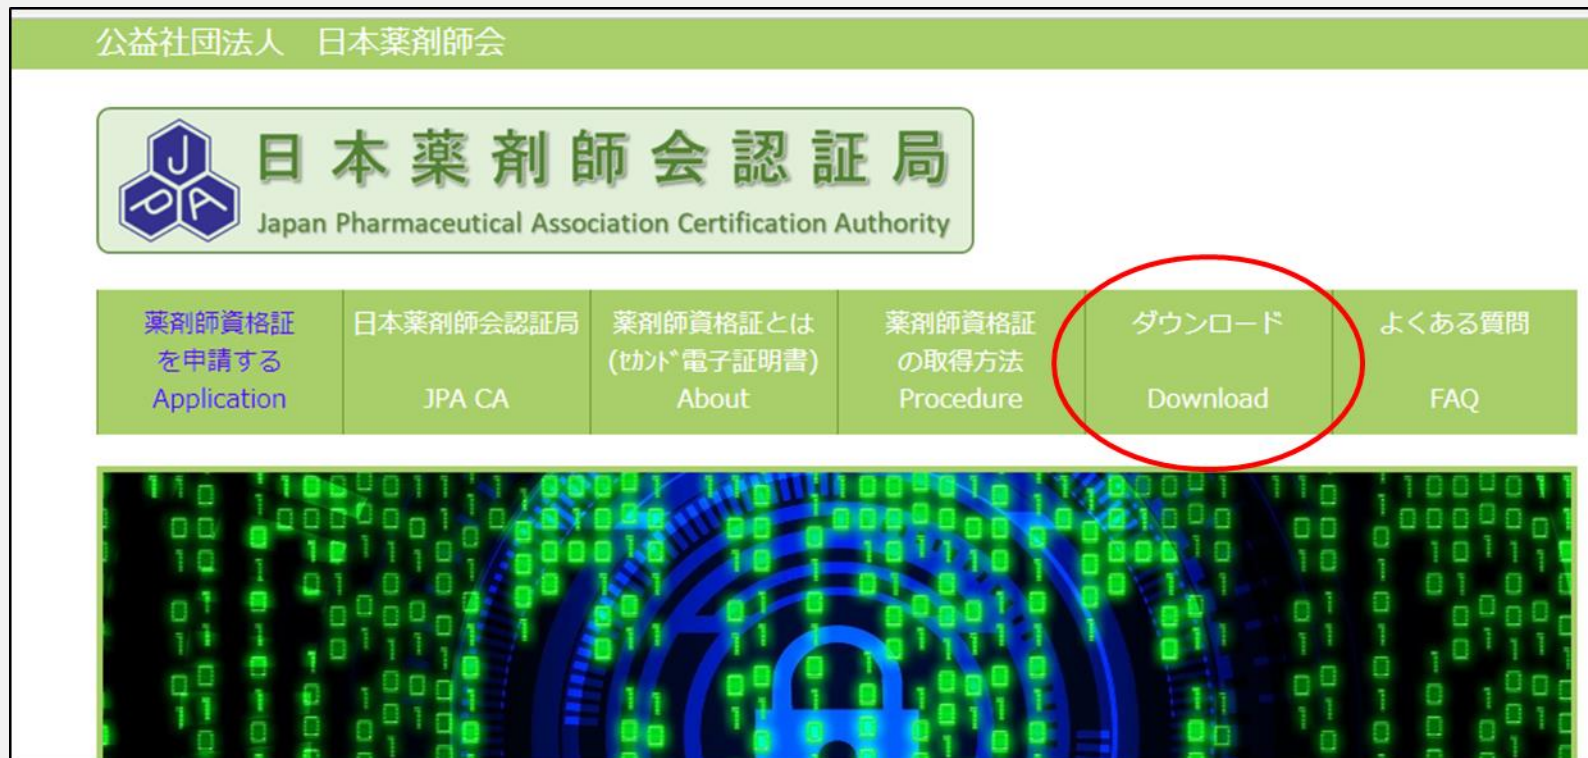 公益社団法人　日本薬剤師会
JPA
日本薬剤師会認証局
Japan Pharmaceutical Association Certification Authority
薬剤師資格証
を申請する
Application
日本薬剤師会認証局
JPA CA
薬剤師資格証とは
(ｾｶﾝﾄﾞ電子証明書)
About
薬剤師資格証
の取得方法
Procedure
ダウンロード
Download
よくある質問
FAQ